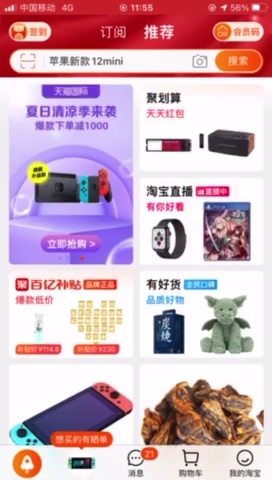 中国移动 4G 11:55 56%
签到 订阅 推荐 会员码
苹果新款12mini 搜索
天猫国际
夏日清凉季来袭
爆款下单减1000
立即抢购 >
聚划算
天天红包
淘宝直播 直播中
有你好看
聚 百亿补贴 品牌正品
爆款低价
补贴价¥114.8 补贴价¥230
有好货 全民口碑
品质好物
炭烧
想买的有晒单
21
消息 购物车 我的淘宝